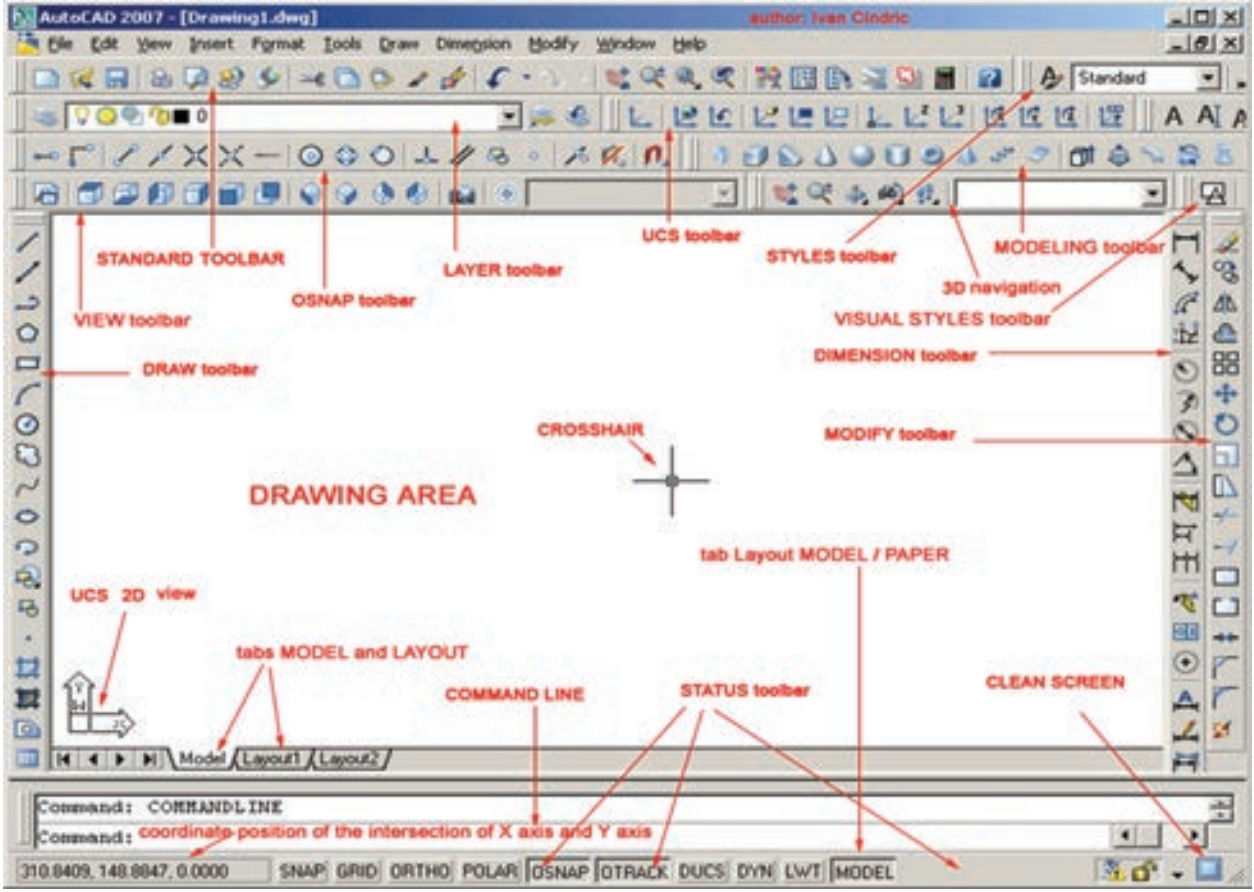 AutoCAD 2007 - [Drawing1.dwg]
author: Ivan Cindric
File Edit View Insert Format Tools Draw Dimension Modify Window Help
Standard
0
A AI A
STANDARD TOOLBAR
UCS toolbar
STYLES toolbar
MODELING toolbar
LAYER toolbar
OSNAP toolbar
3D navigation
VIEW toolbar
VISUAL STYLES toolbar
DRAW toolbar
DIMENSION toolbar
CROSSHAIR
MODIFY toolbar
DRAWING AREA
tab Layout MODEL / PAPER
UCS 2D view
tabs MODEL and LAYOUT
COMMAND LINE
STATUS toolbar
CLEAN SCREEN
Y
W
X
Model Layout1 Layout2
Command: COMMANDLINE
Command: coordinate position of the intersection of X axis and Y axis
310.8409, 148.8847, 0.0000 SNAP GRID ORTHO POLAR OSNAP OTRACK DUCS DYN LWT MODEL